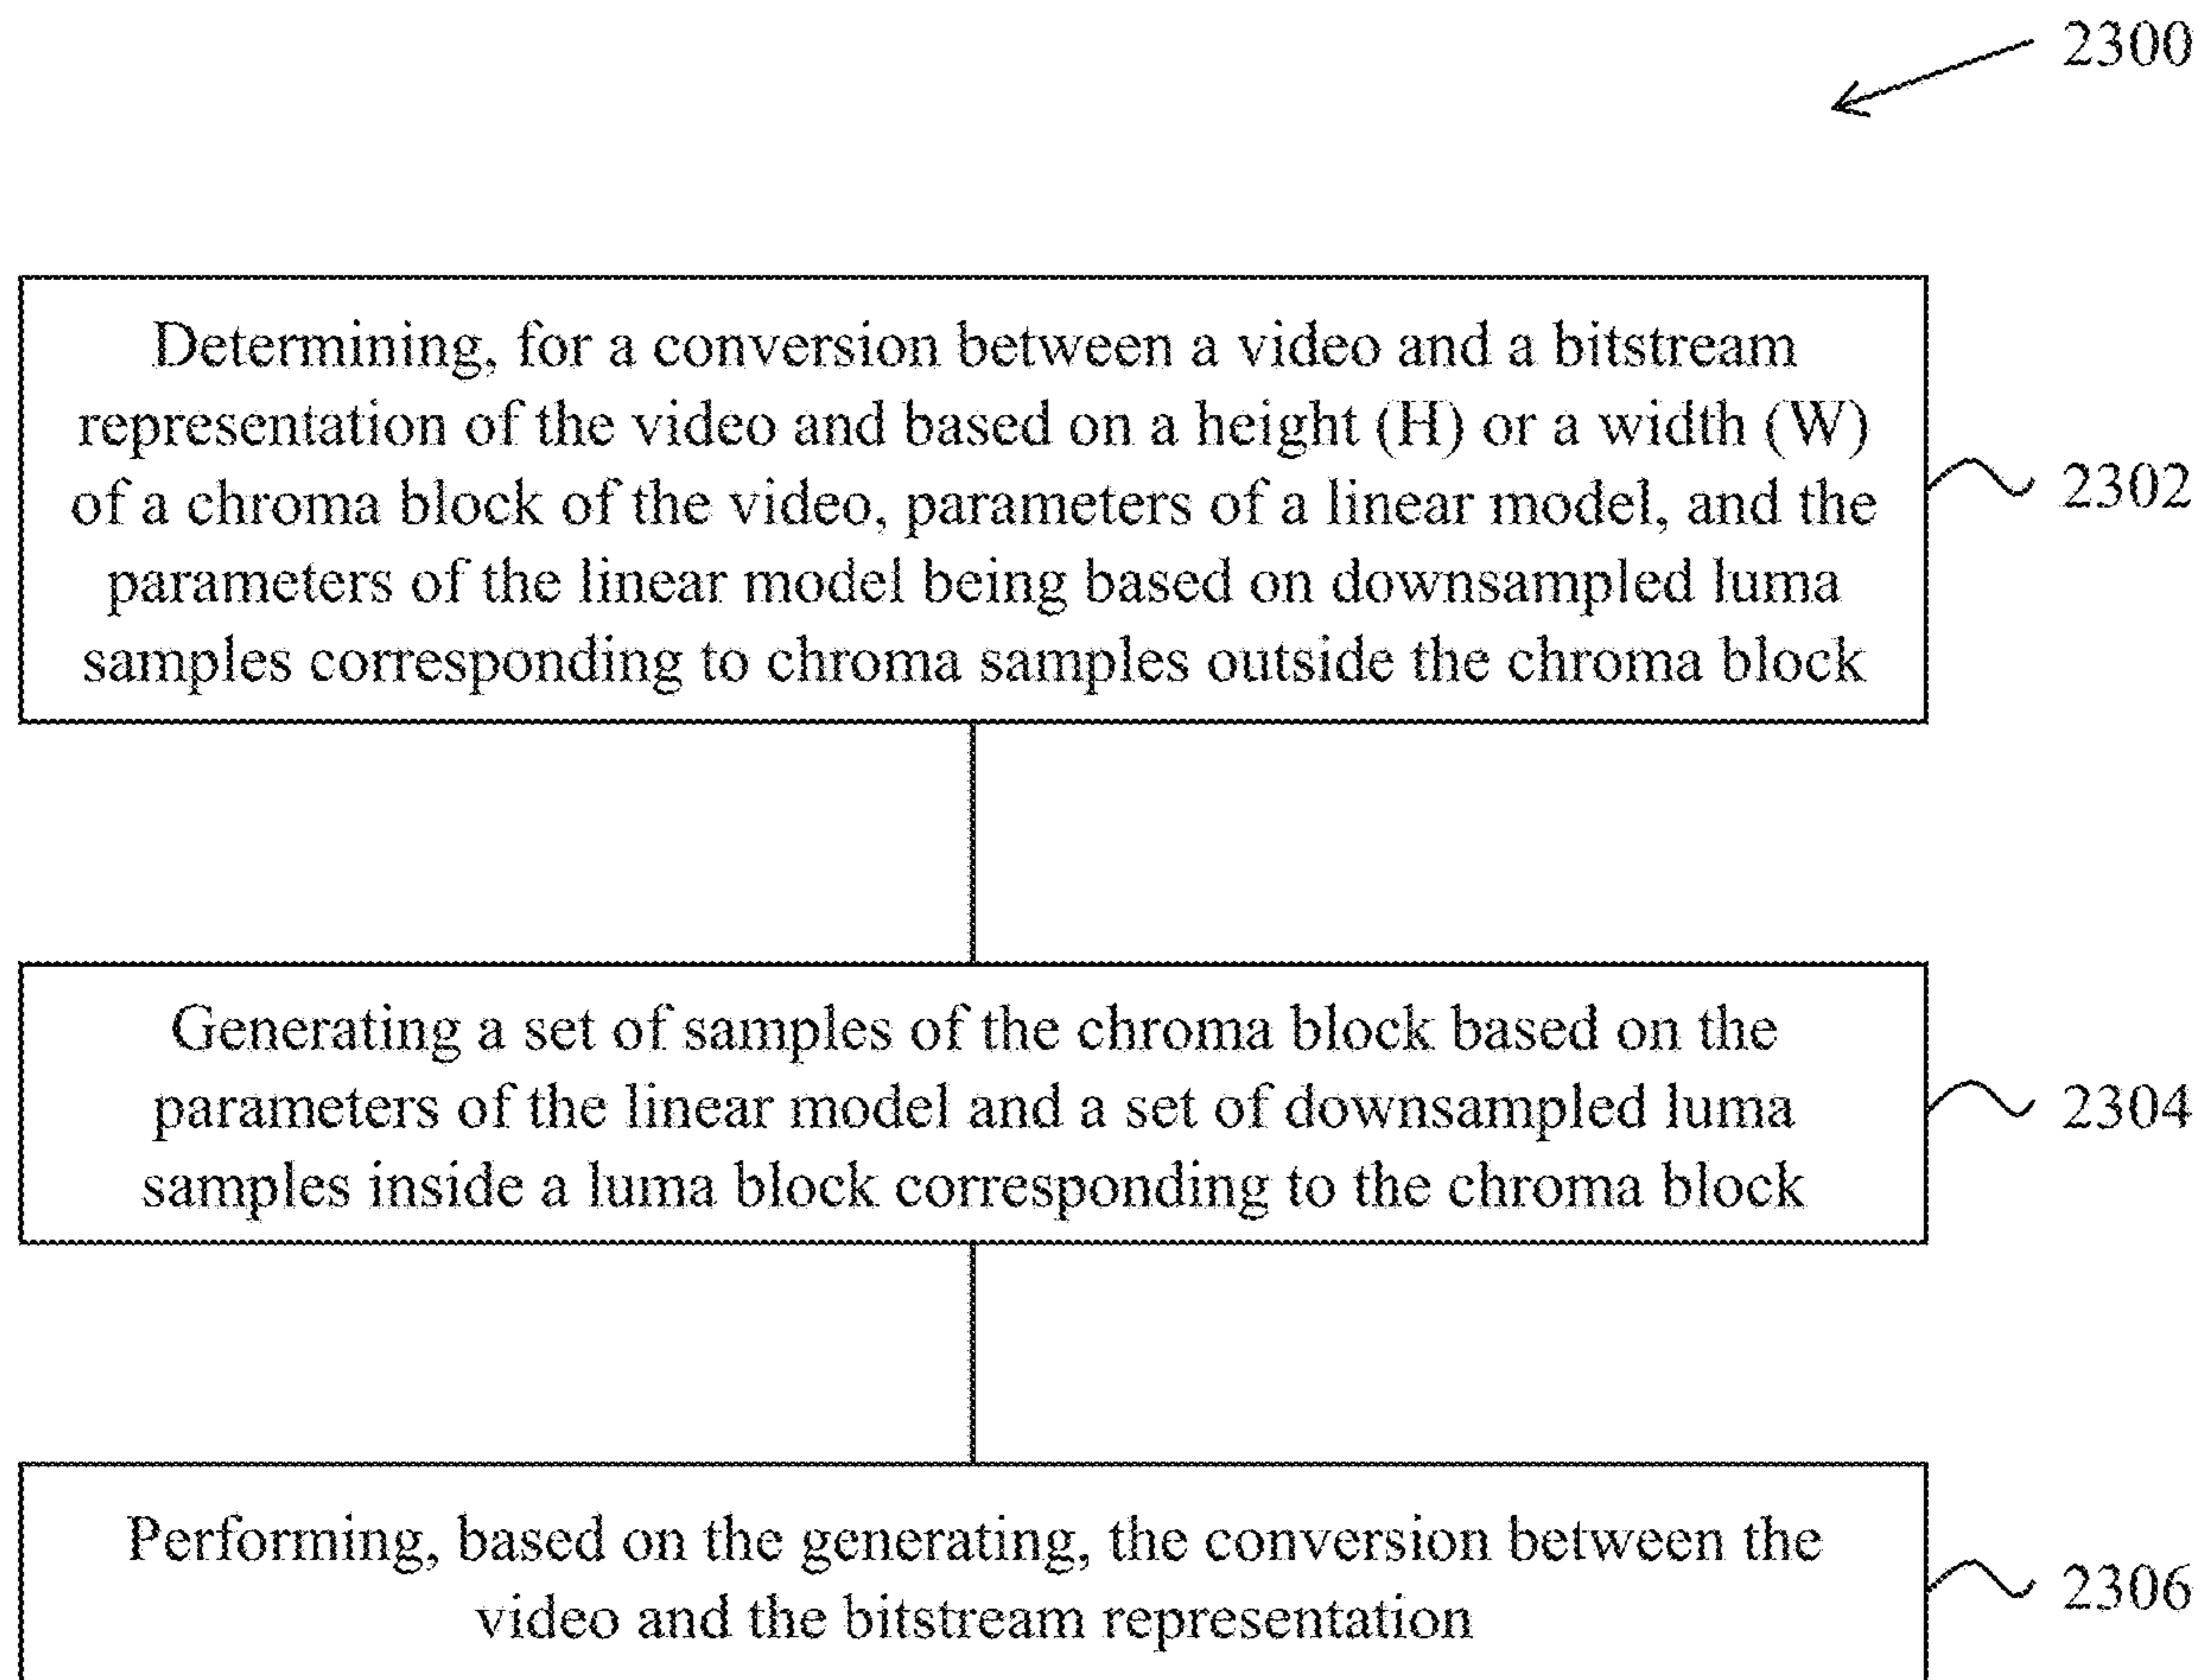 2300
Determining, for a conversion between a video and a bitstream
representation of the video and based on a height (H) or a width (W)
of a chroma block of the video, parameters of a linear model, and the
parameters of the linear model being based on downsampled luma
samples corresponding to chroma samples outside the chroma block
2302
Generating a set of samples of the chroma block based on the
parameters of the linear model and a set of downsampled luma
samples inside a luma block corresponding to the chroma block
2304
Performing, based on the generating, the conversion between the
video and the bitstream representation
2306